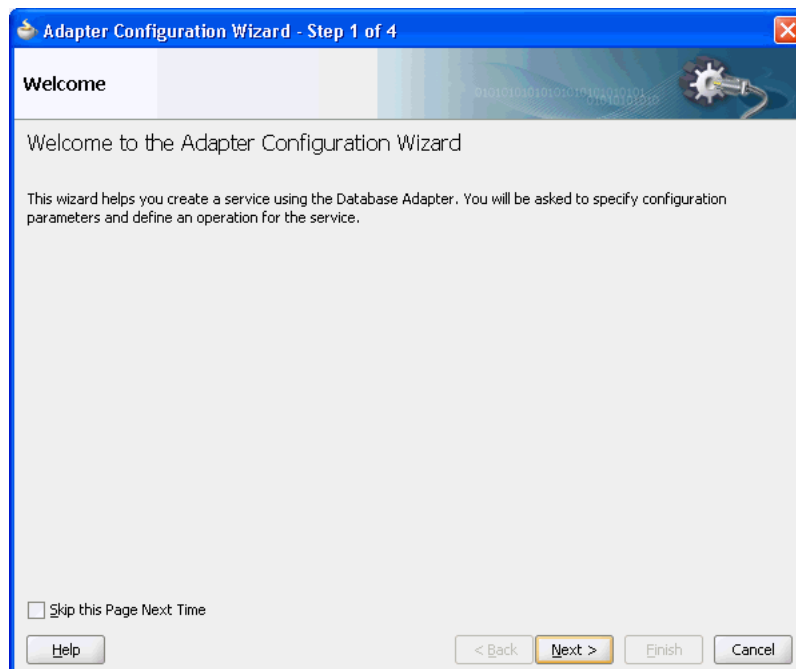 Adapter Configuration Wizard - Step 1 of 4
Welcome
0101010101010101010101010101
01010101010
Welcome to the Adapter Configuration Wizard
This wizard helps you create a service using the Database Adapter. You will be asked to specify configuration
parameters and define an operation for the service.
Skip this Page Next Time
Help
< Back
Next >
Finish
Cancel